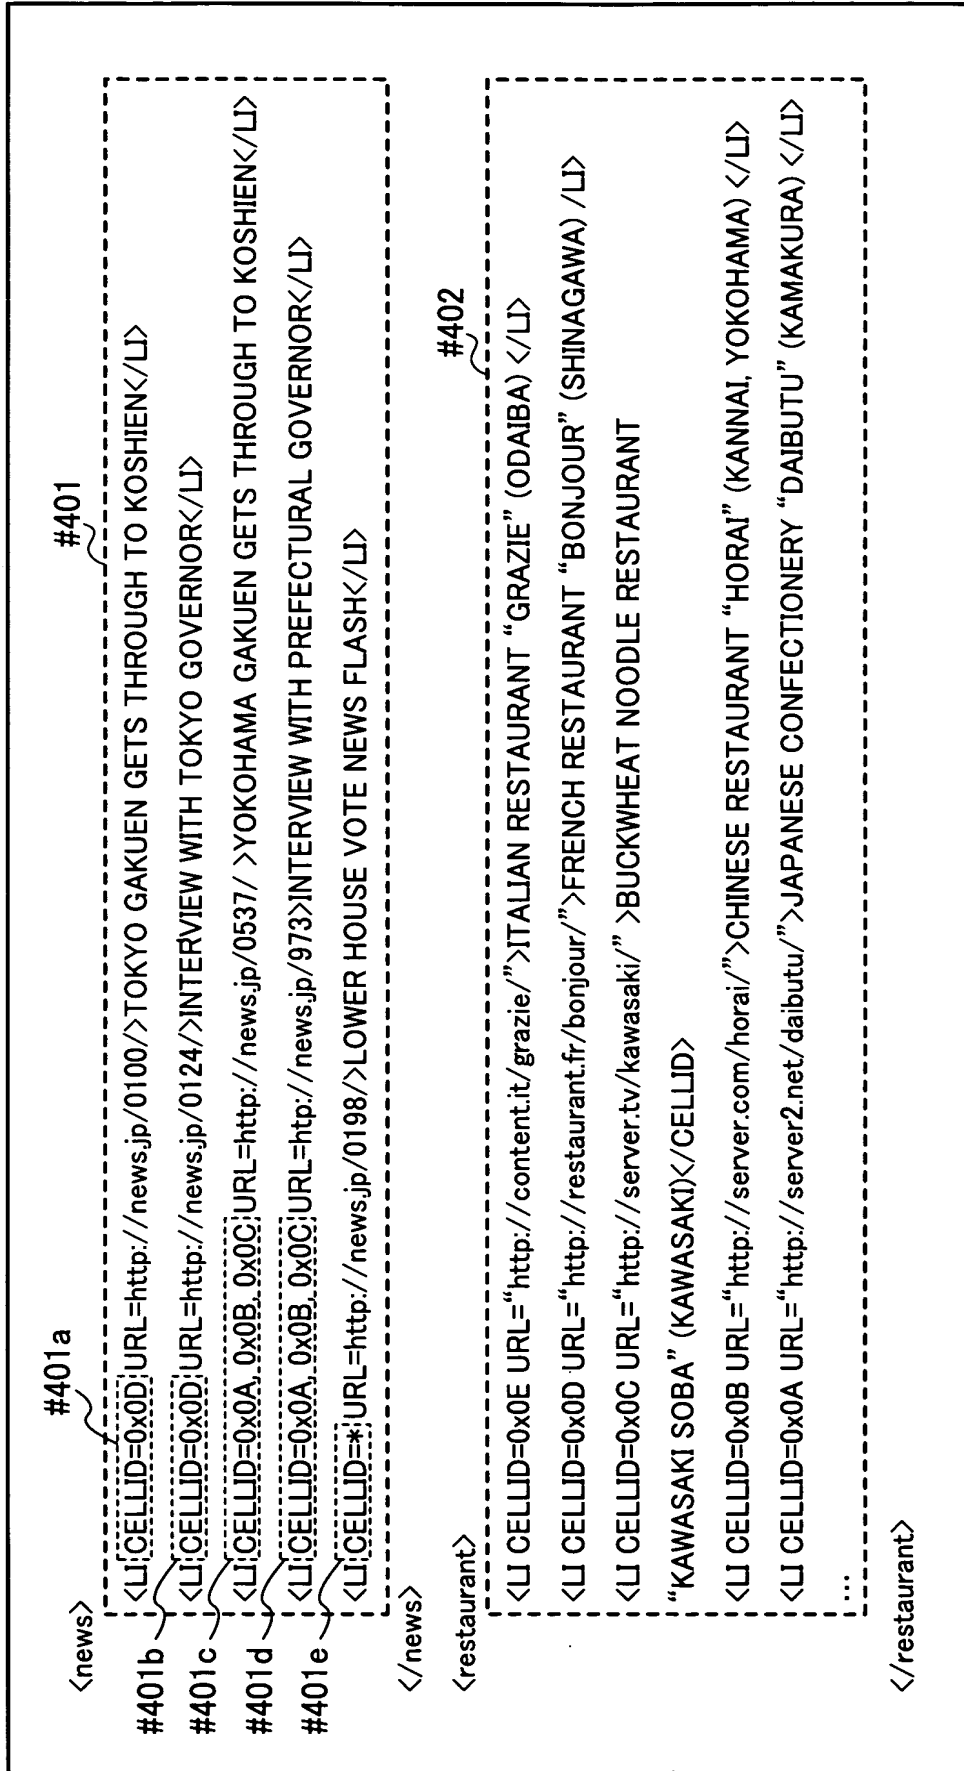 <news>
#401a
#401
<LI CELLID=0x0D URL=http://news.jp/0100/>TOKYO GAKUEN GETS THROUGH TO KOSHIEN</LI>
#401b
<LI CELLID=0x0D URL=http://news.jp/0124/>INTERVIEW WITH TOKYO GOVERNOR</LI>
#401c
<LI CELLID=0x0A, 0x0B, 0x0C URL=http://news.jp/0537/ >YOKOHAMA GAKUEN GETS THROUGH TO KOSHIEN</LI>
#401d
<LI CELLID=0x0A, 0x0B, 0x0C URL=htp://news.jp/973>INTERVIEW WITH PREFECTURAL GOVERNOR</LI>
#401e
<LI CELLID=* URL=http://news.jp/0198/>LOWER HOUSE VOTE NEWS FLASH</LI>
</news>
<restaurant>
#402
<LI CELLID=0x0E URL=“http://content.it/grazie/”>ITALIAN RESTAURANT “GRAZIE” (ODAIBA) </LI>
<LI CELLID=0x0D URL=“http://restaurant.fr/bonjour/”>FRENCH RESTAURANT “BONJOUR” (SHINAGAWA) /LI>
<LI CELLID=0x0C URL=“http://server.tv/kawasaki/” >BUCKWHEAT NOODLE RESTAURANT
“KAWASAKI SOBA” (KAWASAKI)</CELLID>
<LI CELLID=0x0B URL=“http://server.com/horai/”>CHINESE RESTAURANT “HORAI” (KANNAI, YOKOHAMA) </LI>
<LI CELLID=0x0A URL=“http://server2.net/daibutu/”>JAPANESE CONFECTIONERY “DAIBUTU” (KAMAKURA) </LI>
...
</restaurant>